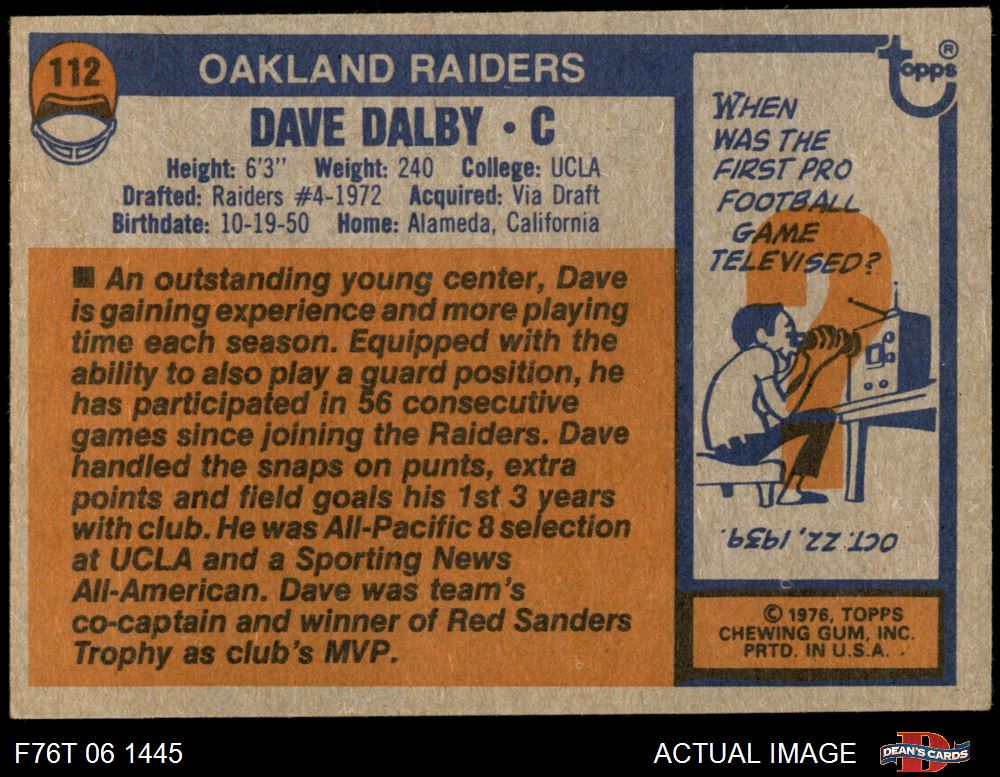 112
OAKLAND RAIDERS
DAVE DALBY • C
Height: 6'3" Weight: 240 College: UCLA
Drafted: Raiders #4-1972 Acquired: Via Draft
Birthdate: 10-19-50 Home: Alameda, California
■ An outstanding young center, Dave
is gaining experience and more playing
time each season. Equipped with the
ability to also play a guard position, he
has participated in 56 consecutive
games since joining the Raiders. Dave
handled the snaps on punts, extra
points and field goals his 1st 3 years
with club. He was All-Pacific 8 selection
at UCLA and a Sporting News
All-American. Dave was team's
co-captain and winner of Red Sanders
Trophy as club's MVP.
topps®
WHEN
WAS THE
FIRST PRO
FOOTBALL
GAME
TELEVISED?
?
OCT. 22, 1939.
© 1976, TOPPS
CHEWING GUM, INC.
PRTD. IN U.S.A.
F76T 06 1445
ACTUAL IMAGE
D
DEAN'S CARDS